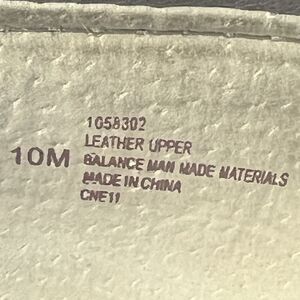 1058302
LEATHER UPPER
10M BALANCE MAN MADE MATERIALS
MADE IN CHINA
CNE11